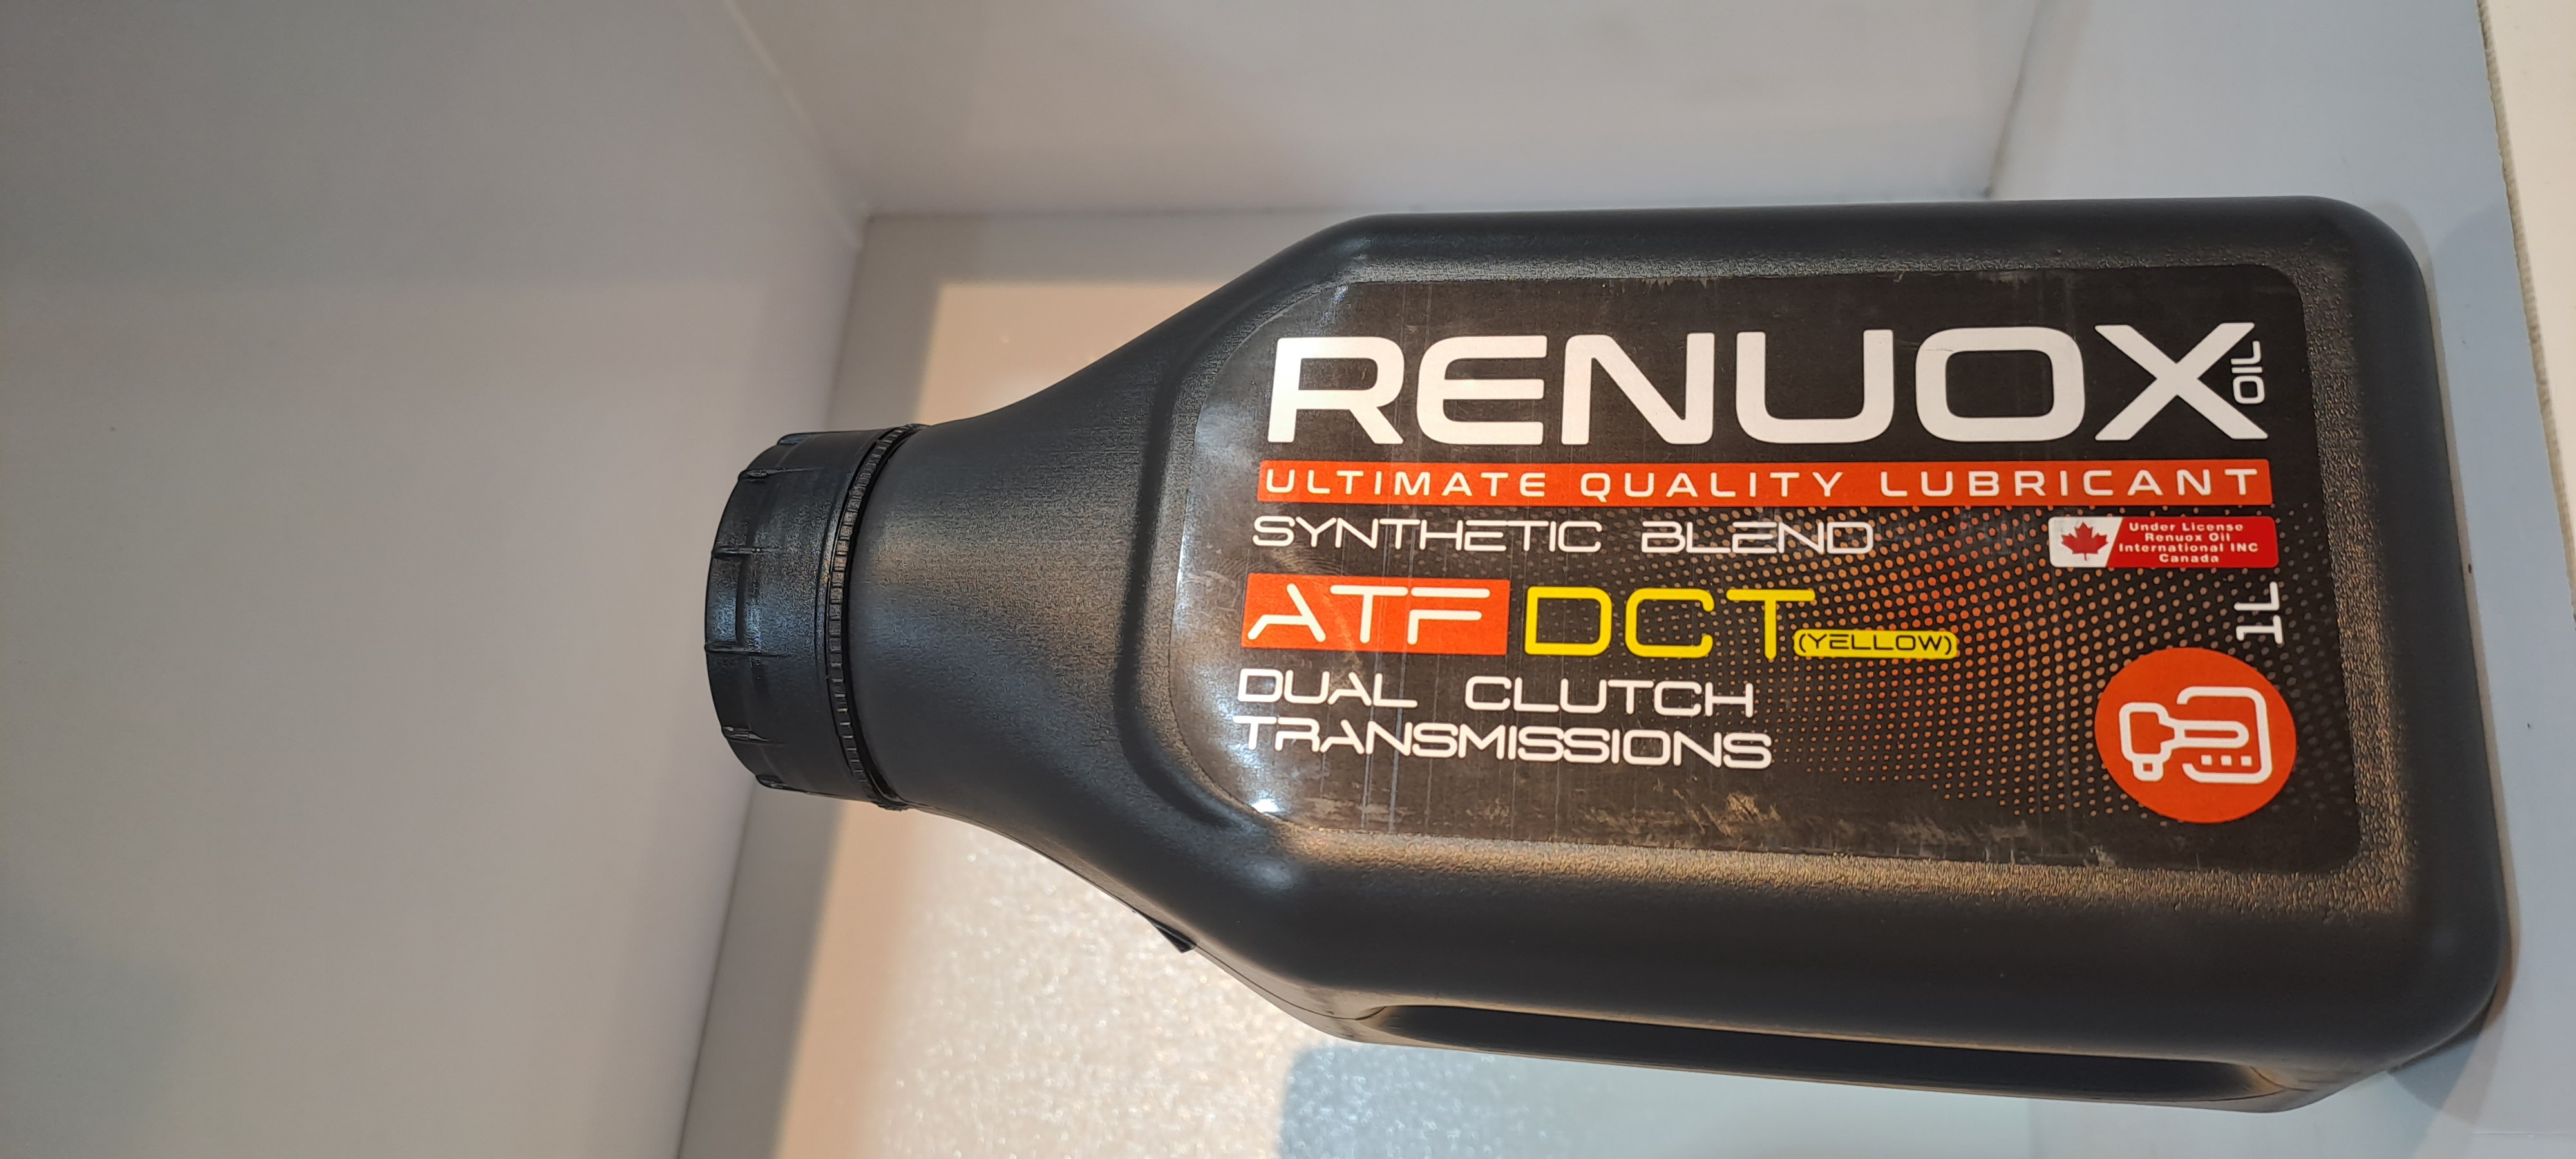 RENUOX
OIL
ULTIMATE QUALITY LUBRICANT
SYNTHETIC BLEND
Under License
Renuox Oil
International INC
Canada
ATF DCT (YELLOW)
1L
DUAL CLUTCH
TRANSMISSIONS